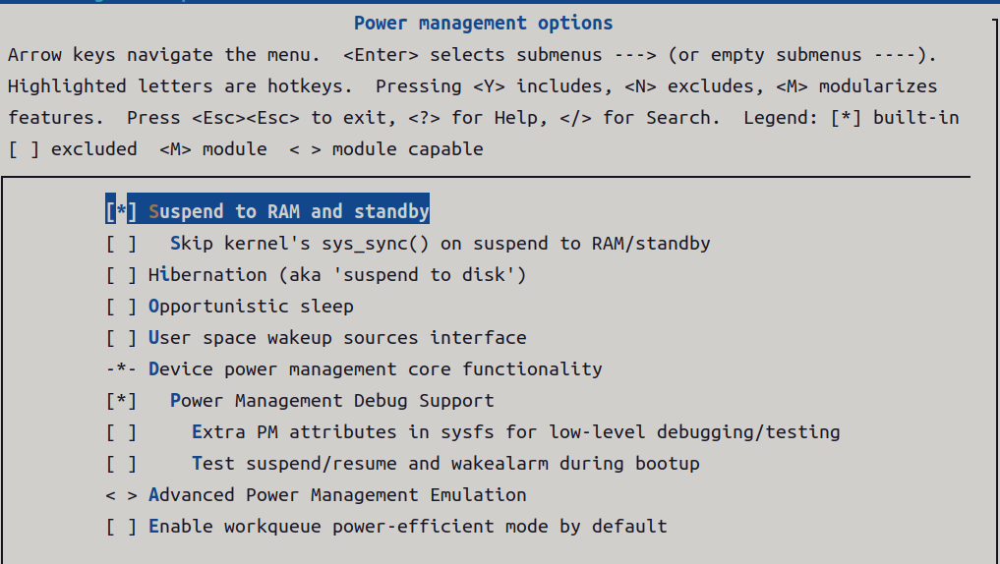 Power management options
Arrow keys navigate the menu.  <Enter> selects submenus ---> (or empty submenus ----).
Highlighted letters are hotkeys.  Pressing <Y> includes, <N> excludes, <M> modularizes
features.  Press <Esc><Esc> to exit, <?> for Help, </> for Search.  Legend: [*] built-in
[ ] excluded  <M> module  < > module capable
[*] Suspend to RAM and standby
[ ]   Skip kernel's sys_sync() on suspend to RAM/standby
[ ] Hibernation (aka 'suspend to disk')
[ ] Opportunistic sleep
[ ] User space wakeup sources interface
-*- Device power management core functionality
[*]   Power Management Debug Support
[ ]     Extra PM attributes in sysfs for low-level debugging/testing
[ ]     Test suspend/resume and wakealarm during bootup
< > Advanced Power Management Emulation
[ ] Enable workqueue power-efficient mode by default